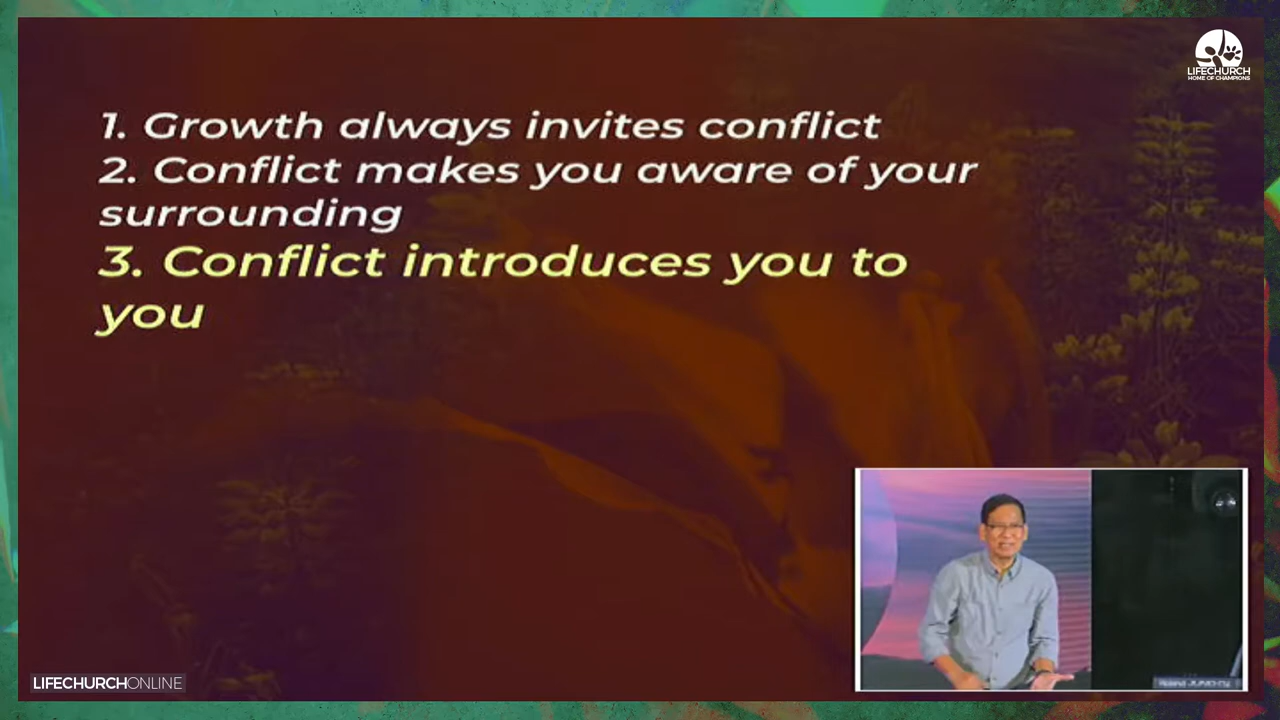 LIFECHURCH
HOME OF CHAMPIONS
1. Growth always invites conflict
2. Conflict makes you aware of your
surrounding
3. Conflict introduces you to
you
LIFECHURCHONLINE